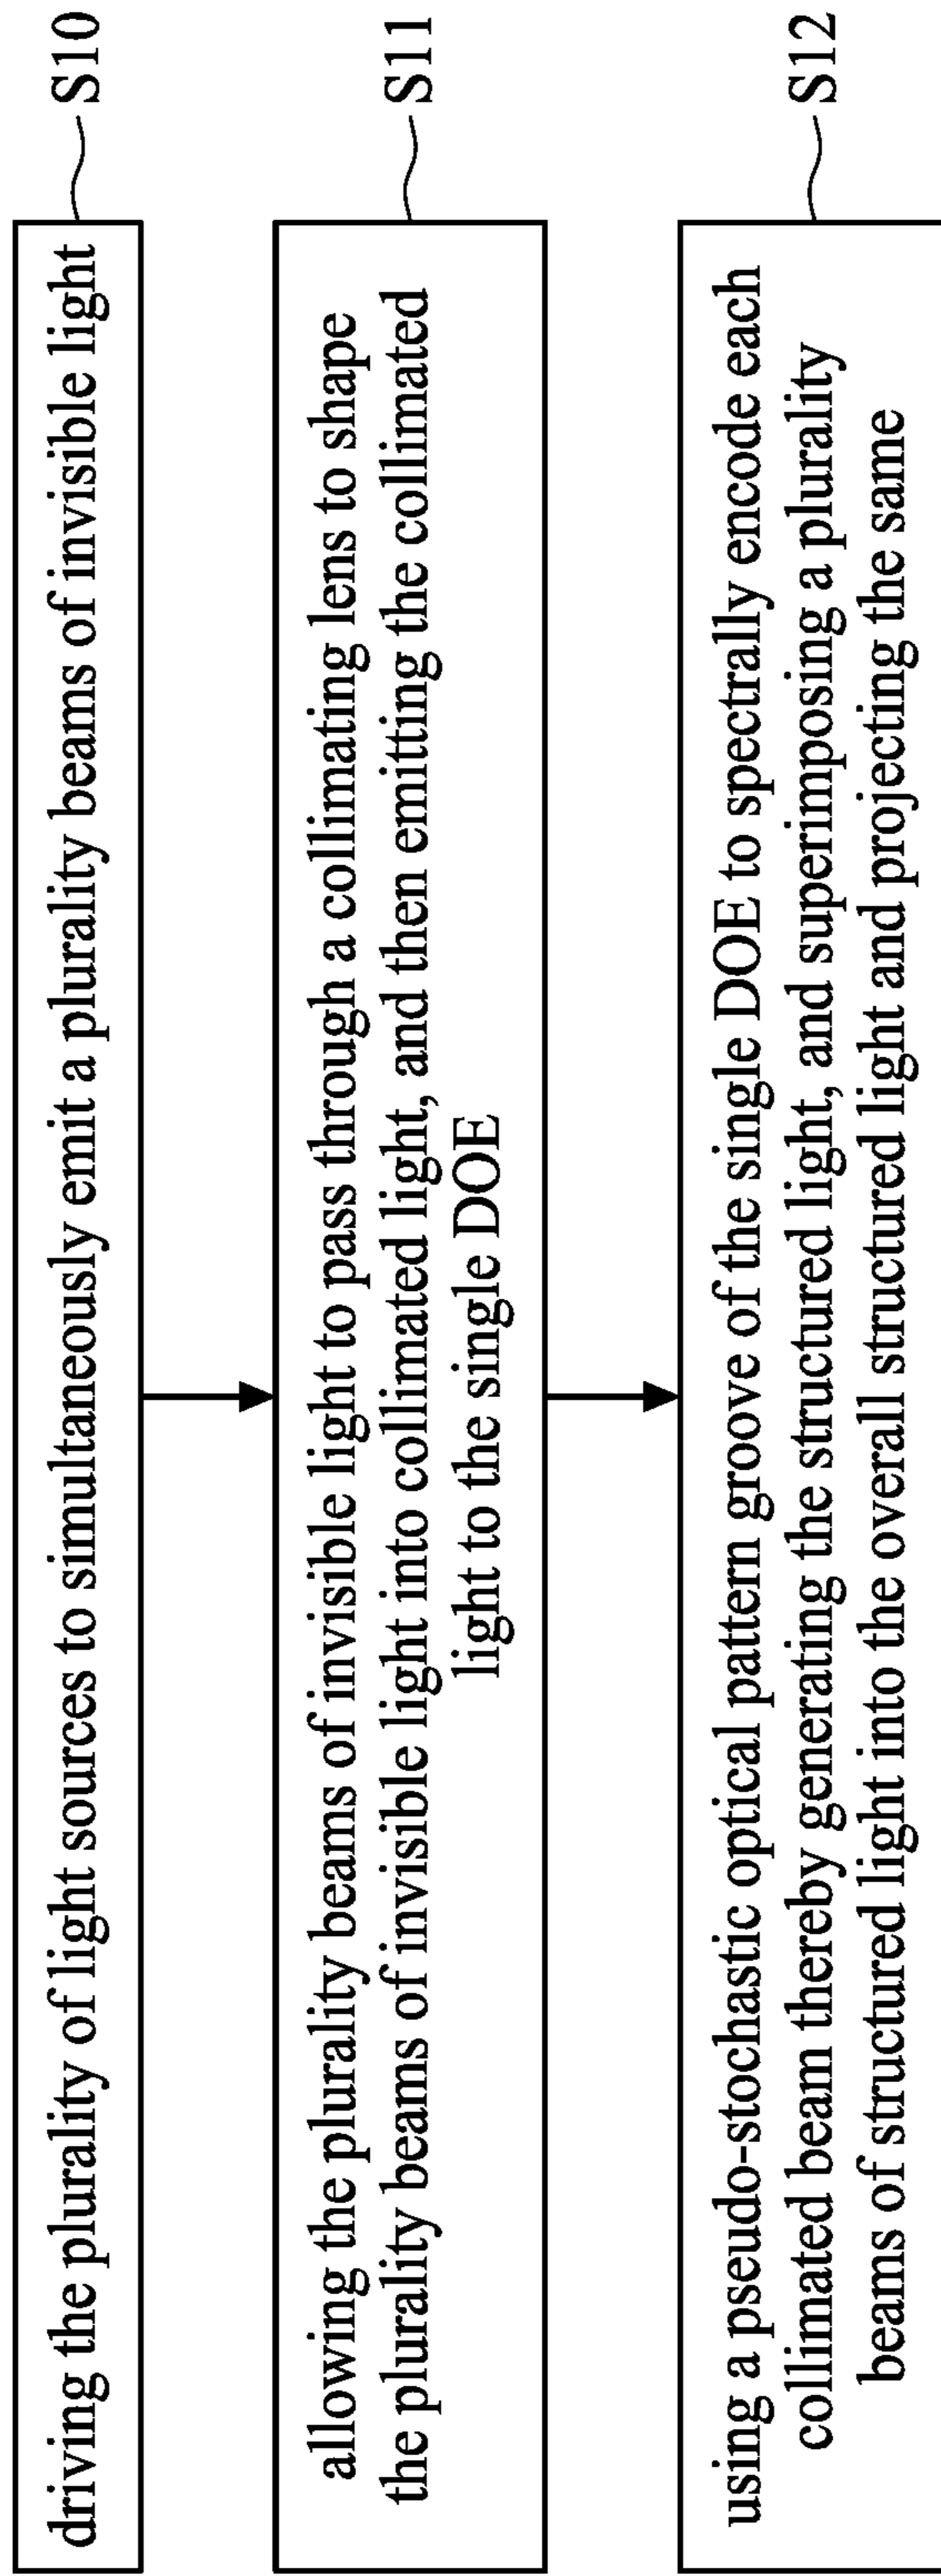 driving the plurality of light sources to simultaneously emit a plurality beams of invisible light
S10
allowing the plurality beams of invisible light to pass through a collimating lens to shape
the plurality beams of invisible light into collimated light, and then emitting the collimated
light to the single DOE
S11
using a pseudo-stochastic optical pattern groove of the single DOE to spectrally encode each
collimated beam thereby generating the structured light, and superimposing a plurality
beams of structured light into the overall structured light and projecting the same
S12